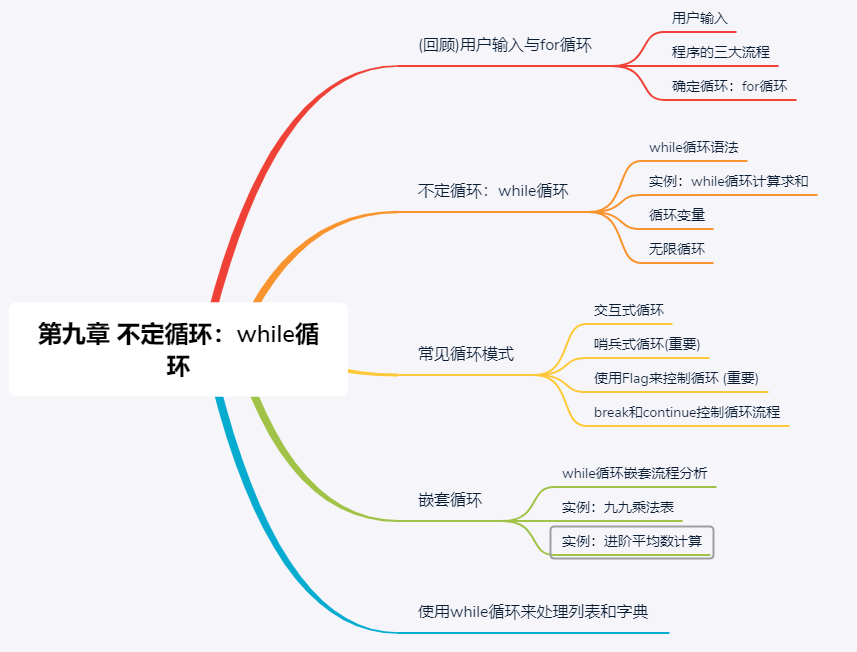 第九章 不定循环：while循
环
(回顾)用户输入与for循环
用户输入
程序的三大流程
确定循环：for循环
不定循环：while循环
while循环语法
实例：while循环计算求和
循环变量
无限循环
常见循环模式
交互式循环
哨兵式循环(重要)
使用Flag来控制循环 (重要)
break和continue控制循环流程
嵌套循环
while循环嵌套流程分析
实例：九九乘法表
实例：进阶平均数计算
使用while循环来处理列表和字典